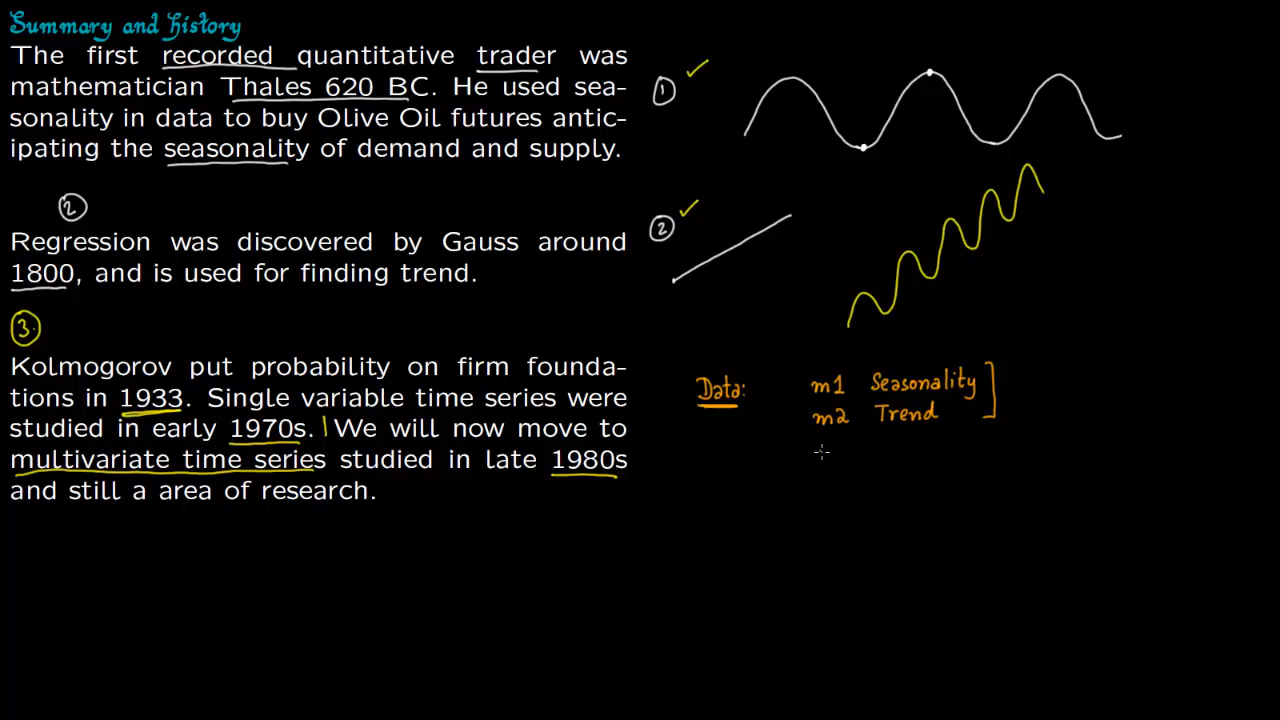 Summary and History
The first recorded quantitative trader was
mathematician Thales 620 BC. He used sea-
sonality in data to buy Olive Oil futures antic-
ipating the seasonality of demand and supply.
2
Regression was discovered by Gauss around
1800, and is used for finding trend.
3.
Kolmogorov put probability on firm founda-
tions in 1933. Single variable time series were
studied in early 1970s. We will now move to
multivariate time series studied in late 1980s
and still a area of research.
1
2
Data: m1 Seasonality
m2 Trend